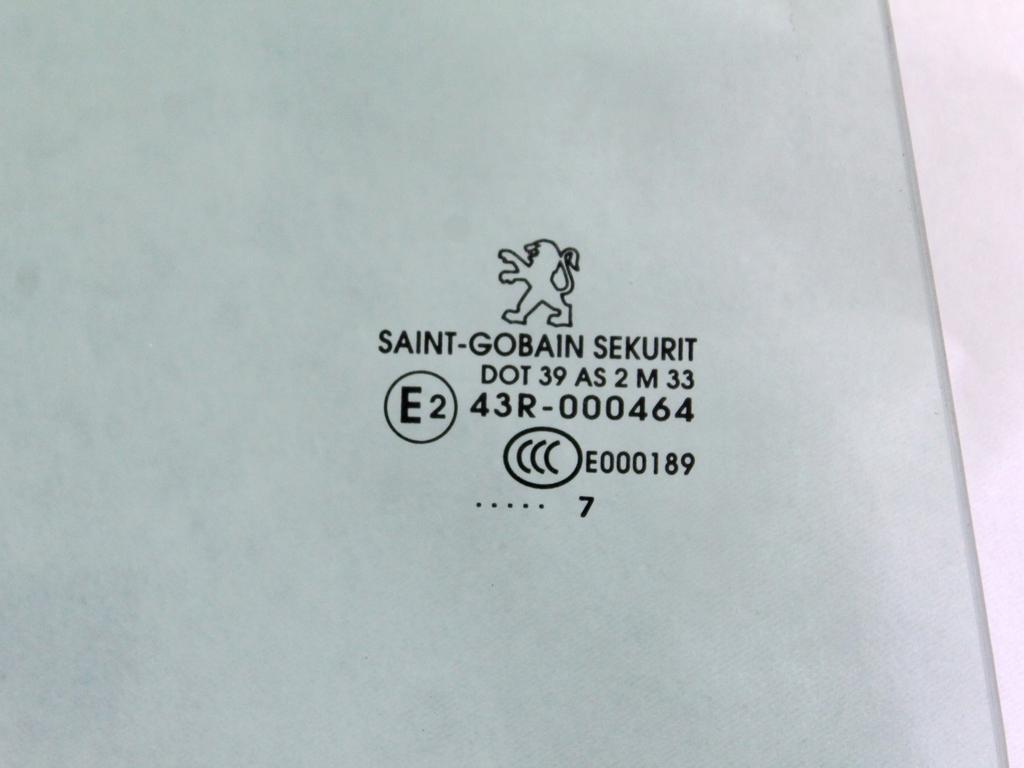 SAINT-GOBAIN SEKURIT
DOT 39 AS 2 M 33
E2 43R-000464
CCC E000189
..... 7